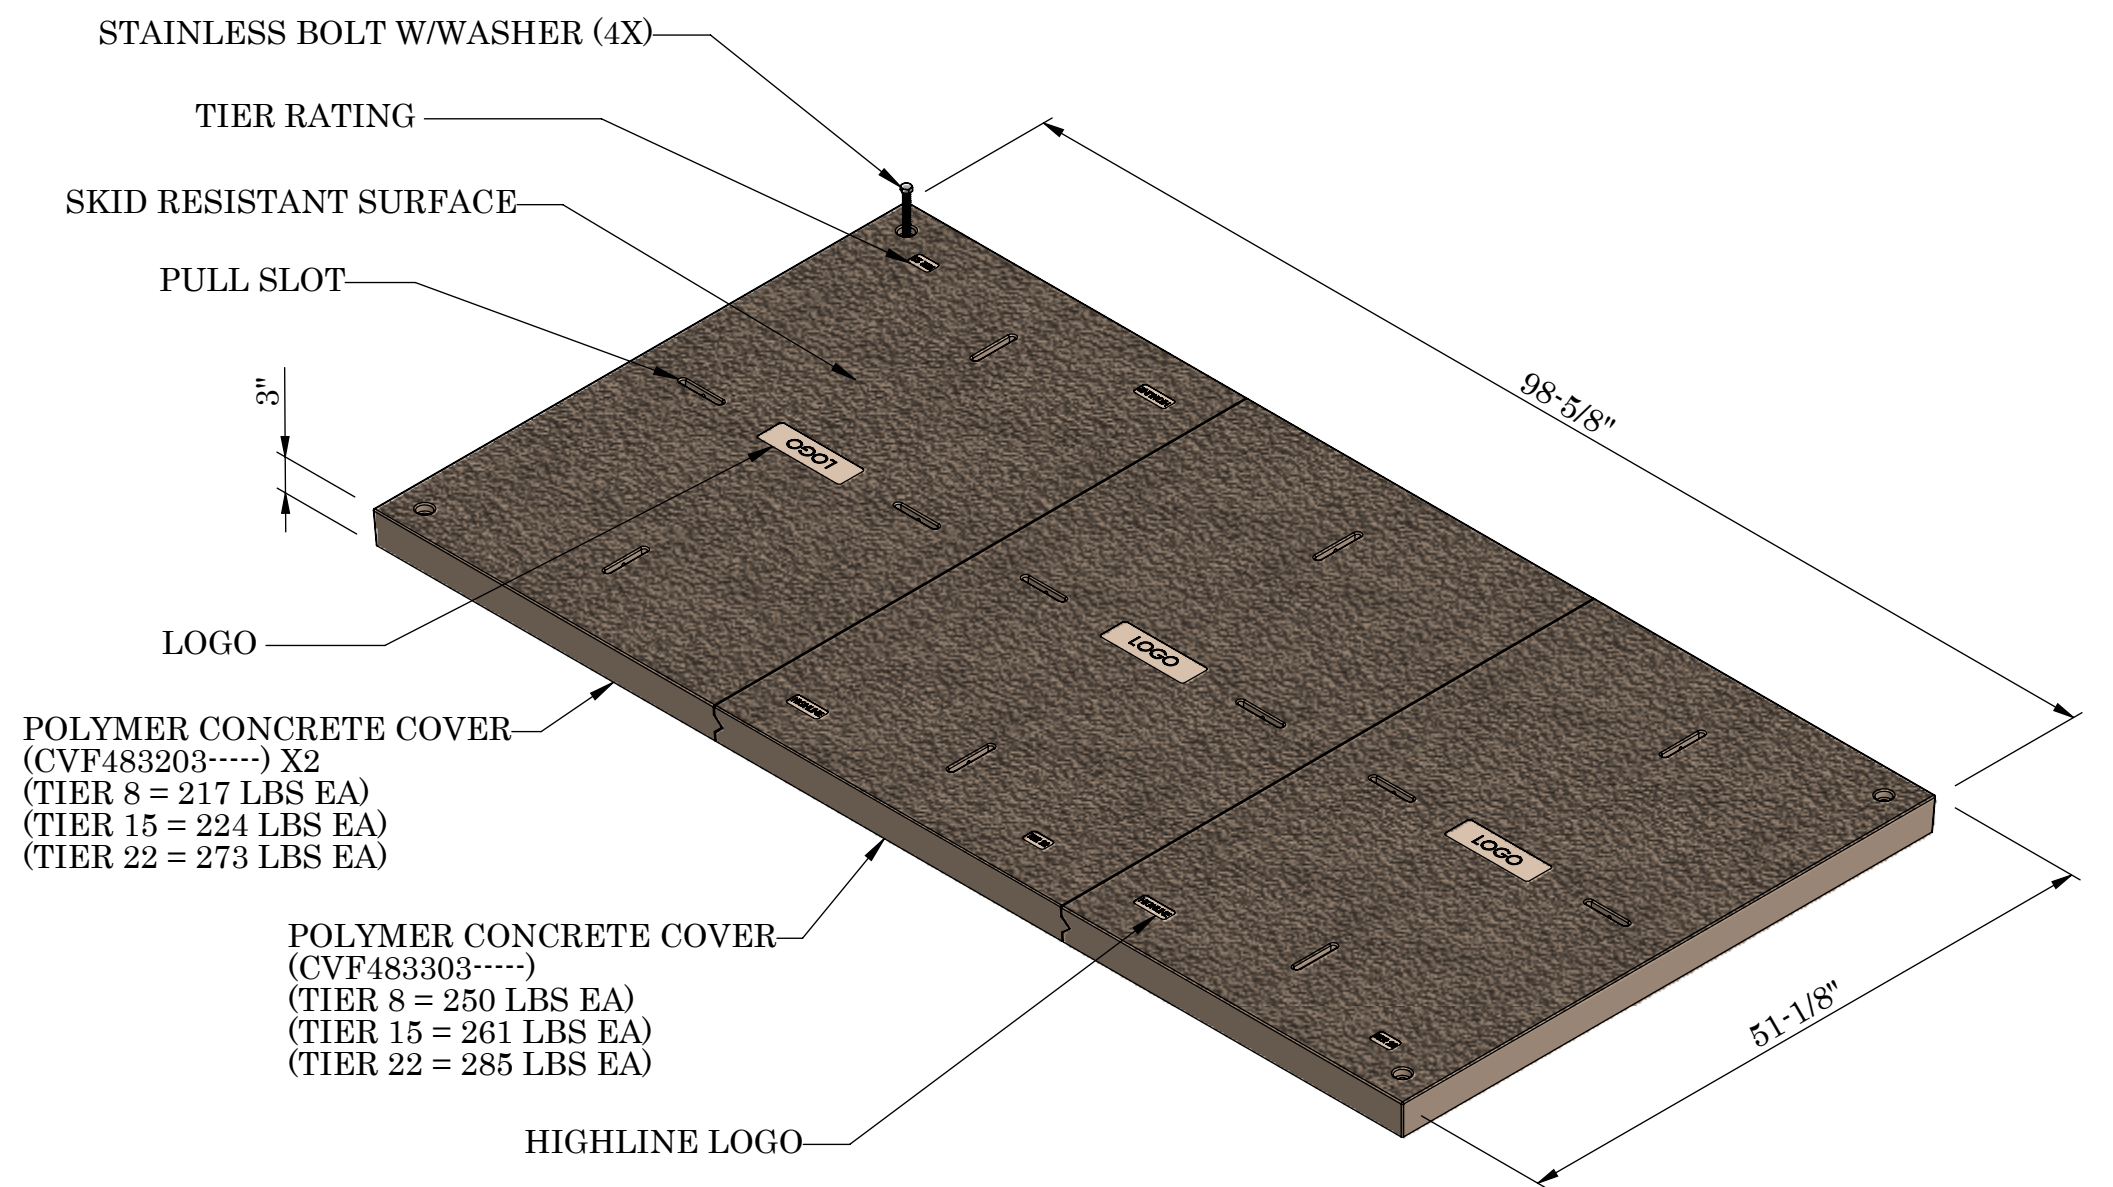 STAINLESS BOLT W/WASHER (4X)
TIER RATING
SKID RESISTANT SURFACE
PULL SLOT
3"
98-5/8"
LOGO
LOGO
LOGO
LOGO
POLYMER CONCRETE COVER
(CVF483203-----) X2
(TIER 8 = 217 LBS EA)
(TIER 15 = 224 LBS EA)
(TIER 22 = 273 LBS EA)
POLYMER CONCRETE COVER
(CVF483303-----)
(TIER 8 = 250 LBS EA)
(TIER 15 = 261 LBS EA)
(TIER 22 = 285 LBS EA)
51-1/8"
HIGHLINE LOGO